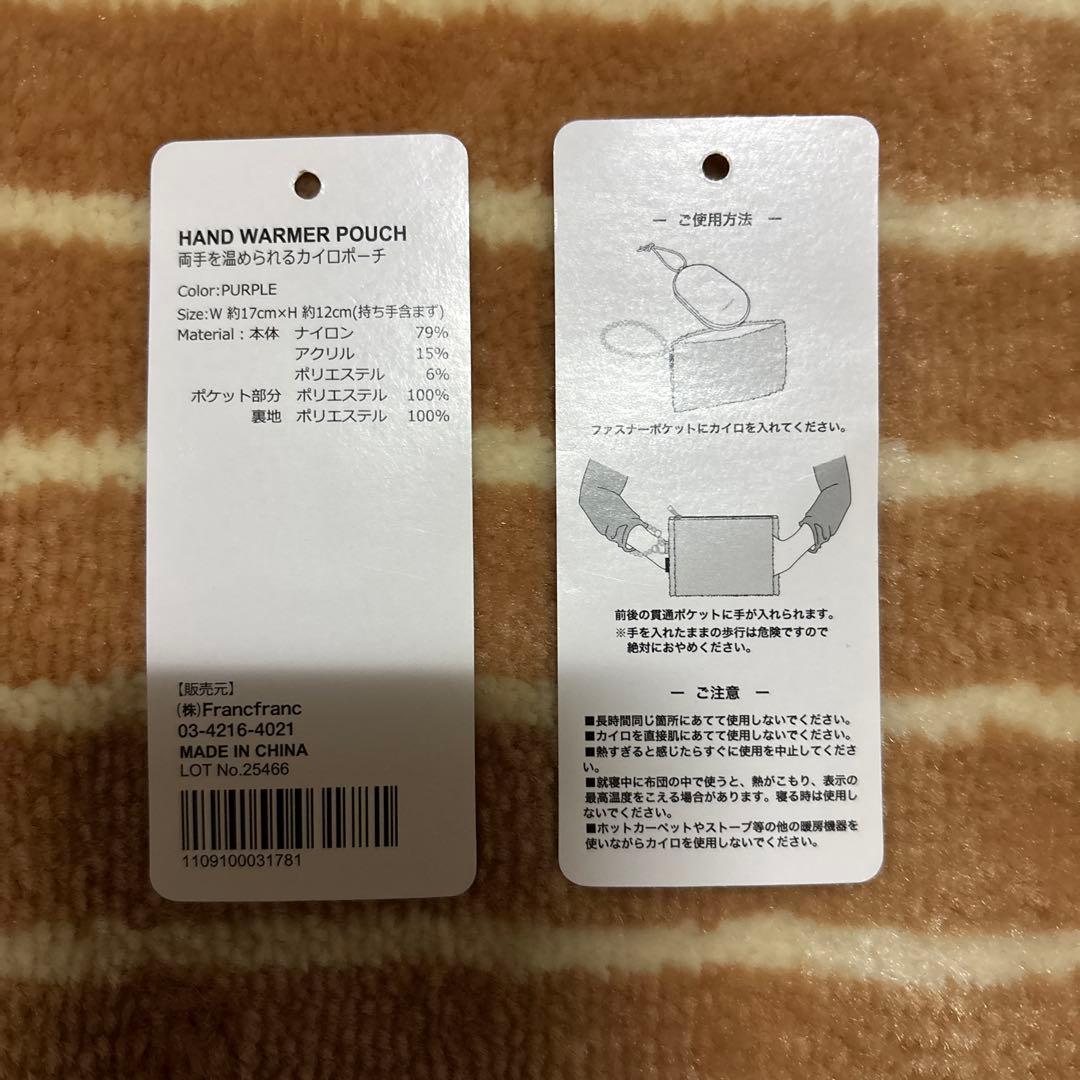 HAND WARMER POUCH
両手を温められるカイロポーチ
Color:PURPLE
Size:W 約17cm×H 約12cm(持ち手含まず)
Material：本体 ナイロン 79%
アクリル 15%
ポリエステル 6%
ポケット部分 ポリエステル 100%
裏地 ポリエステル 100%
【販売元】
(株)Francfranc
03-4216-4021
MADE IN CHINA
LOT No.25466
1109100031781
ー ご使用方法 ー
ファスナーポケットにカイロを入れてください。
前後の貫通ポケットに手が入れられます。
※手を入れたままの歩行は危険ですので
絶対におやめください。
ー ご注意 ー
■長時間同じ箇所にあてて使用しないでください。
■カイロを直接肌にあてて使用しないでください。
■熱すぎると感じたらすぐに使用を中止してくださ
い。
■就寝中に布団の中で使うと、熱がこもり、表示の
最高温度をこえる場合があります。寝る時は使用し
ないでください。
■ホットカーペットやストーブ等の他の暖房機器を
使いながらカイロを使用しないでください。